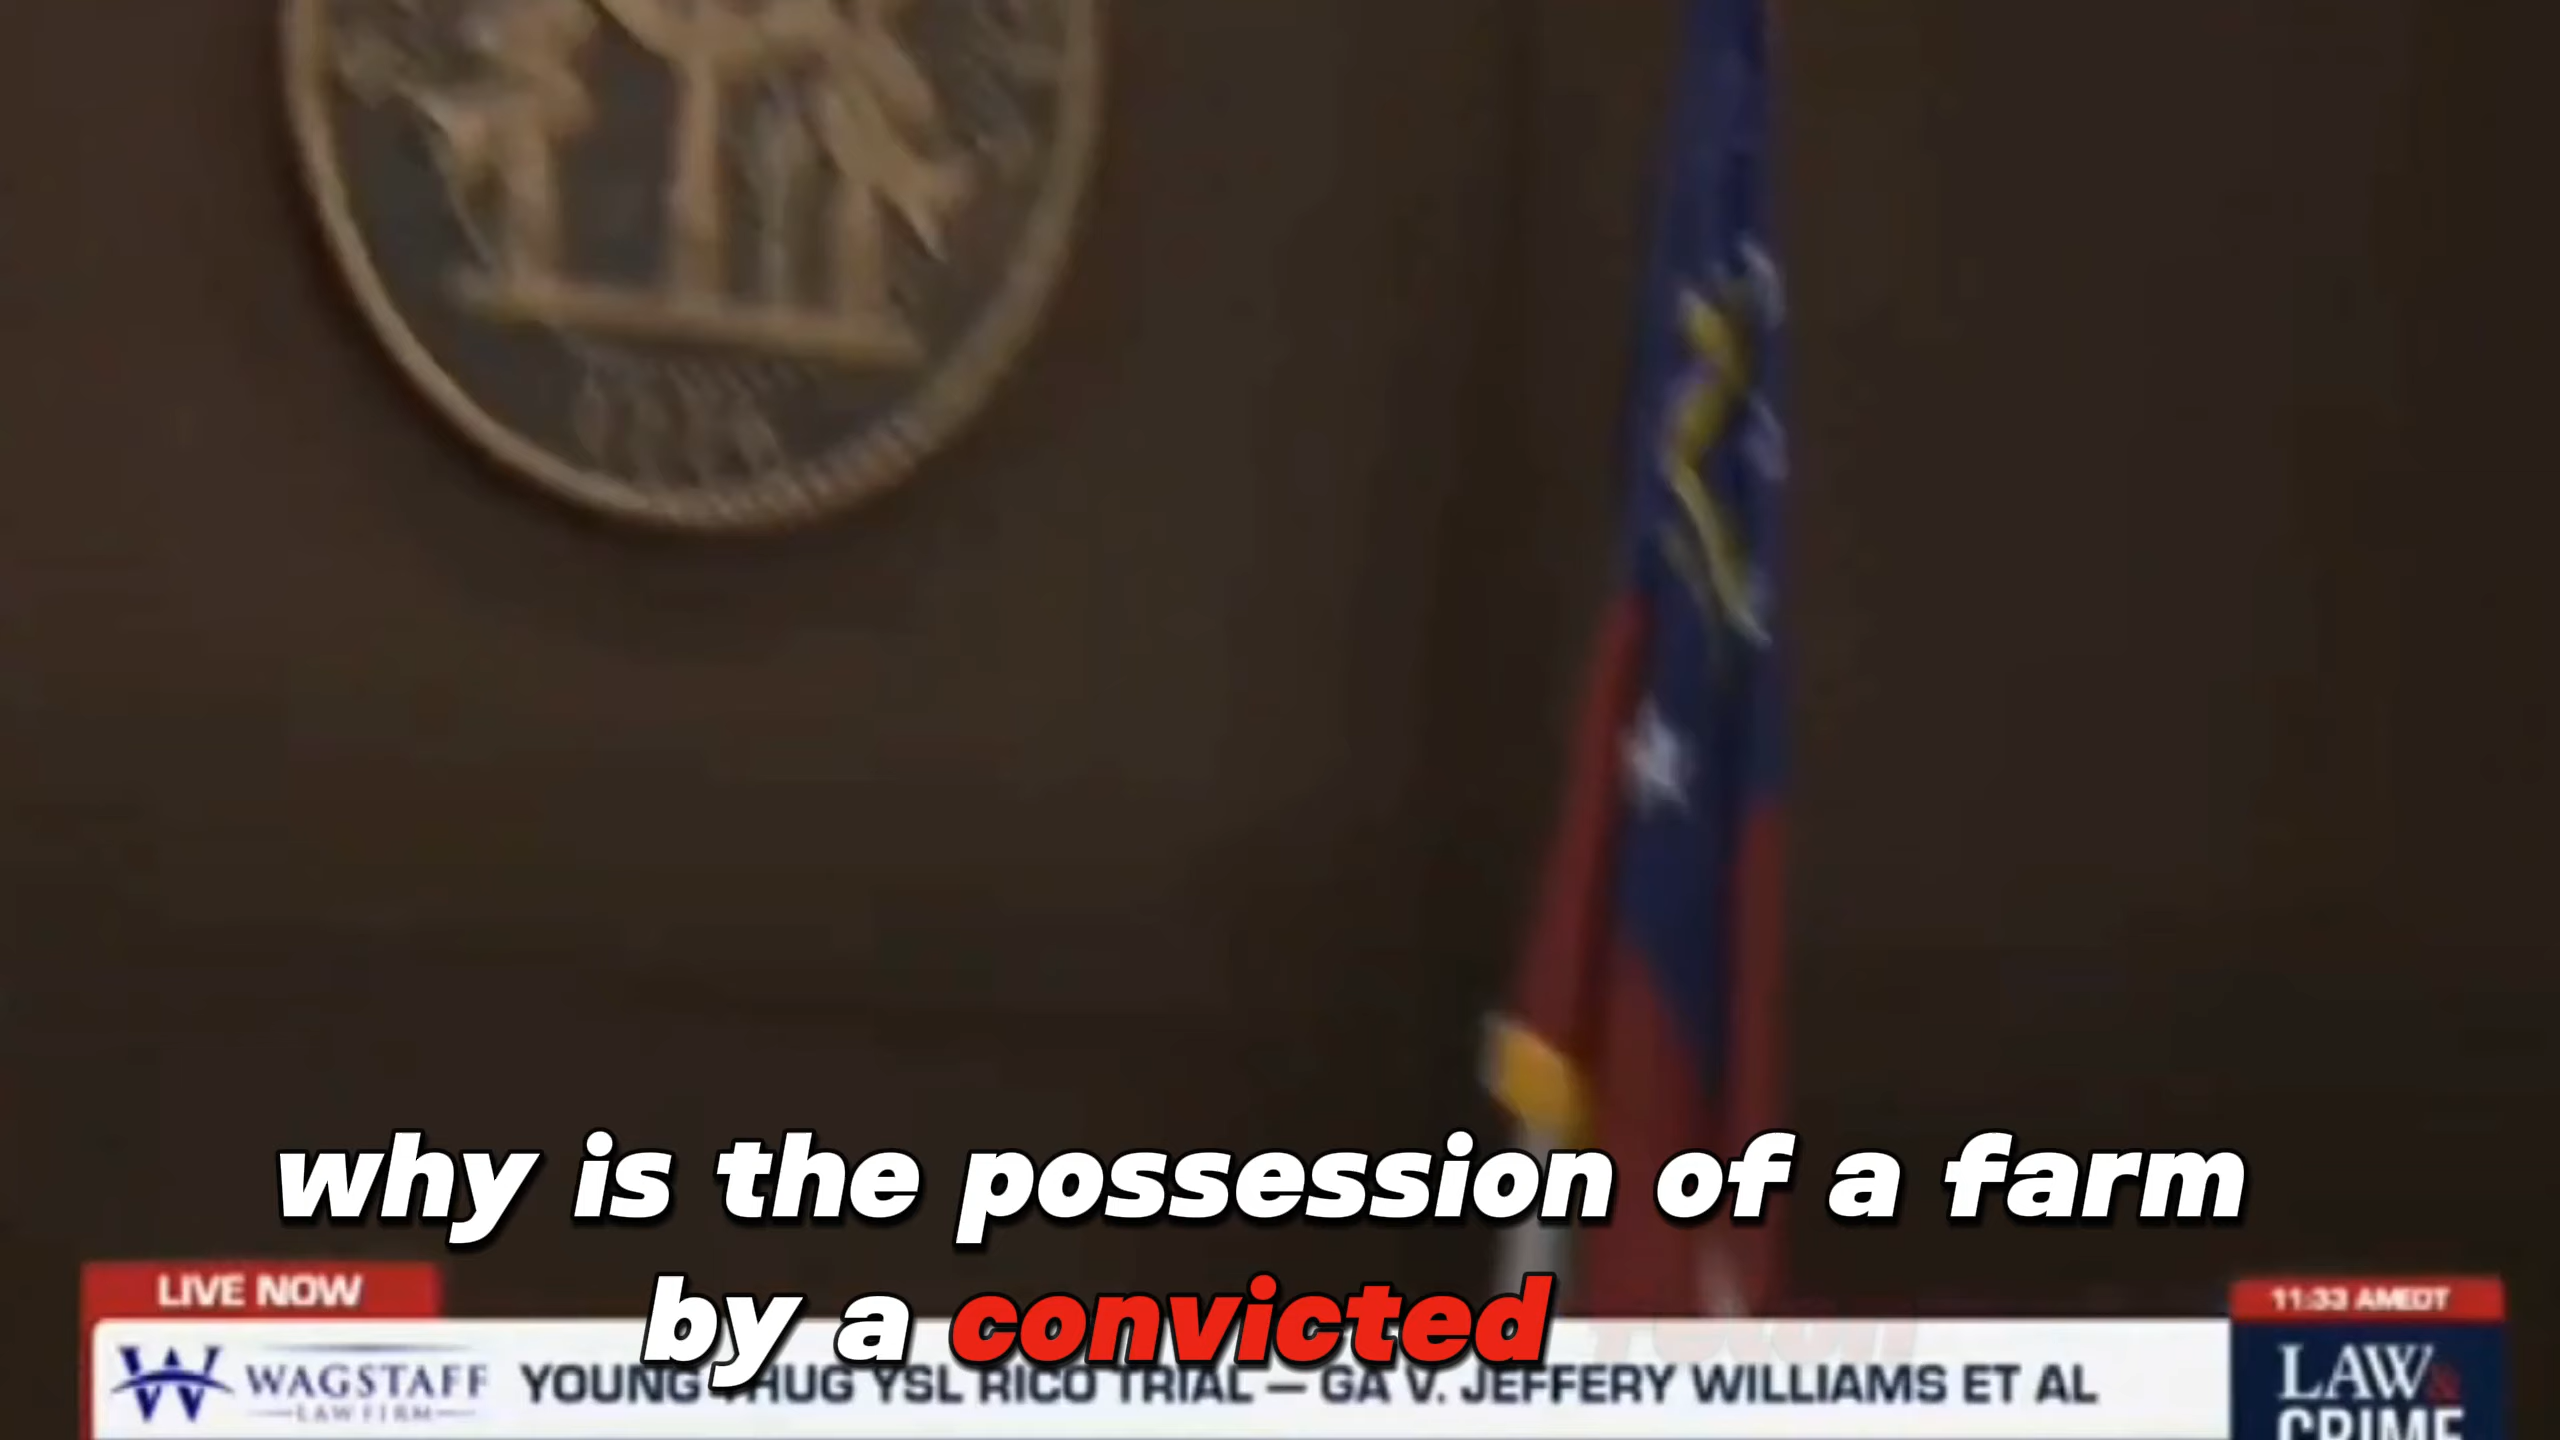 why is the possession of a farm
by a convicted
LIVE NOW
11:33 AMEDT
WAGSTAFF
LAW FIRM
YOUNG THUG YSL RICO TRIAL — GA V. JEFFERY WILLIAMS ET AL
LAW&
CRIME